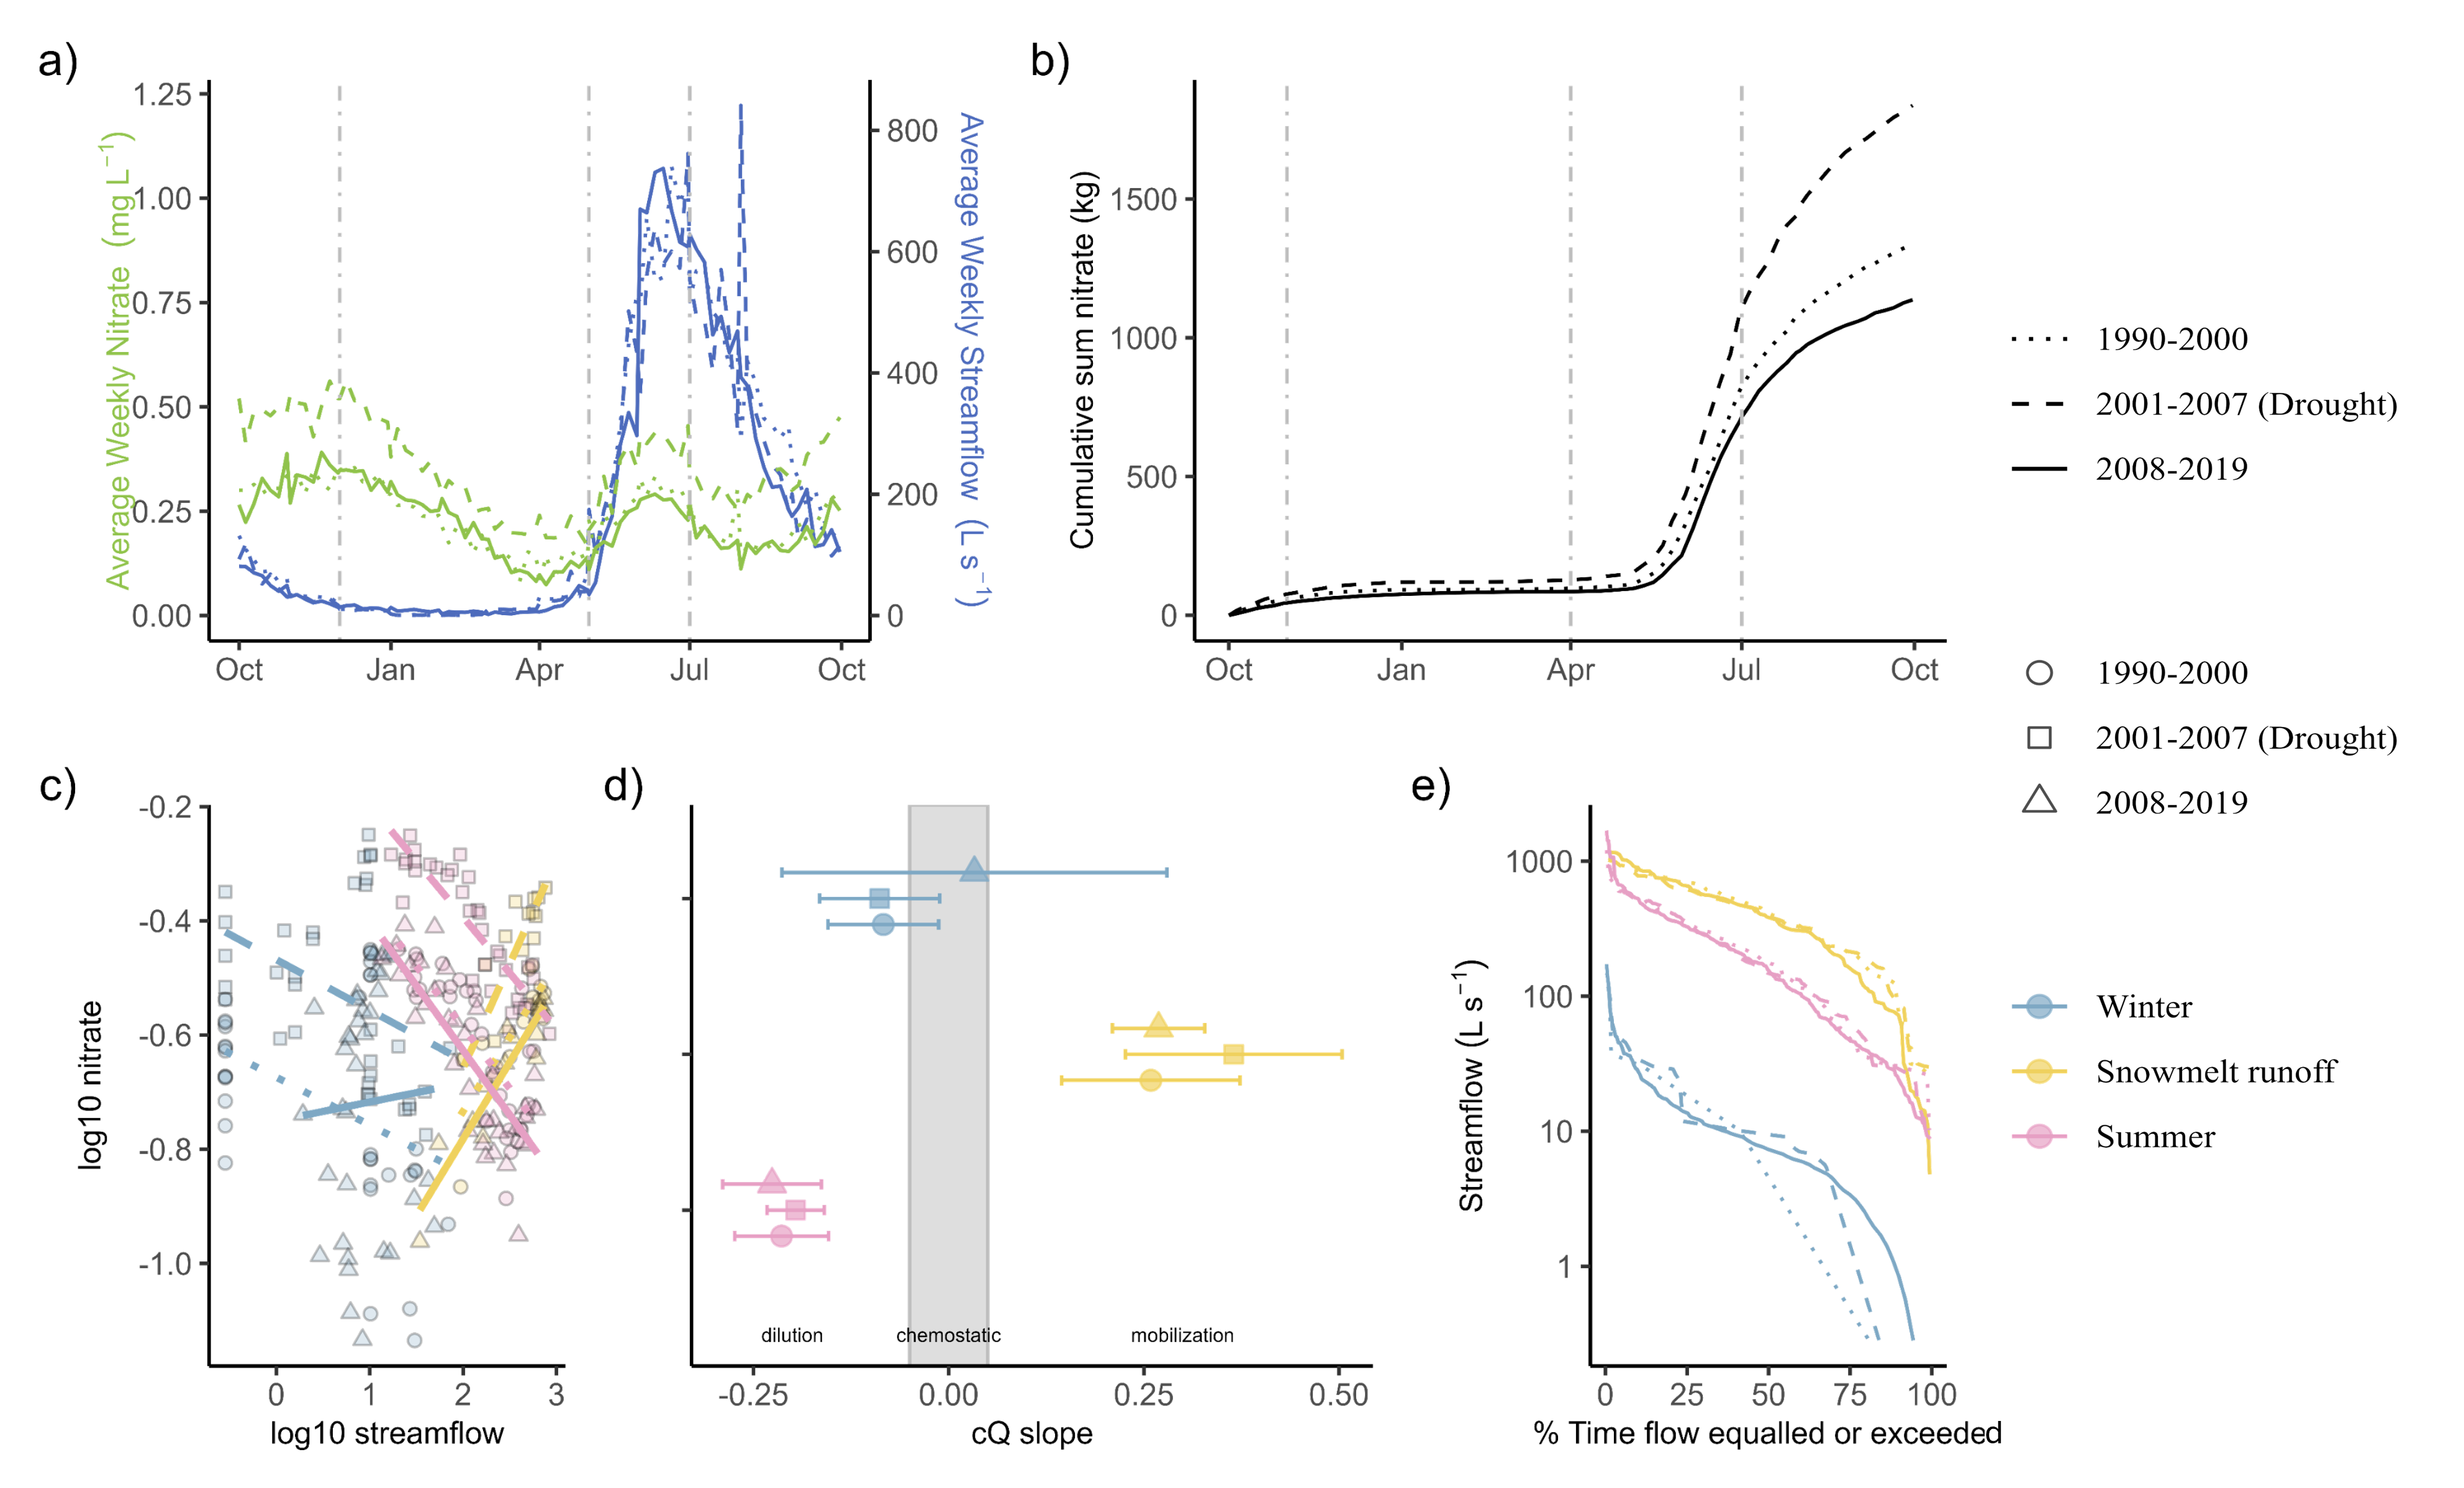 a)
1.25
1.00
0.75
0.50
0.25
0.00
Average Weekly Nitrate (mg L⁻¹)
800
600
400
200
0
Average Weekly Streamflow (L s⁻¹)
Oct Jan Apr Jul Oct
b)
1500
1000
500
0
Cumulative sum nitrate (kg)
Oct Jan Apr Jul Oct
1990-2000
2001-2007 (Drought)
2008-2019
1990-2000
2001-2007 (Drought)
2008-2019
Winter
Snowmelt runoff
Summer
c)
-0.2
-0.4
-0.6
-0.8
-1.0
log10 nitrate
0 1 2 3
log10 streamflow
d)
dilution chemostatic mobilization
-0.25 0.00 0.25 0.50
cQ slope
e)
1000
100
10
1
Streamflow (L s⁻¹)
0 25 50 75 100
% Time flow equalled or exceeded